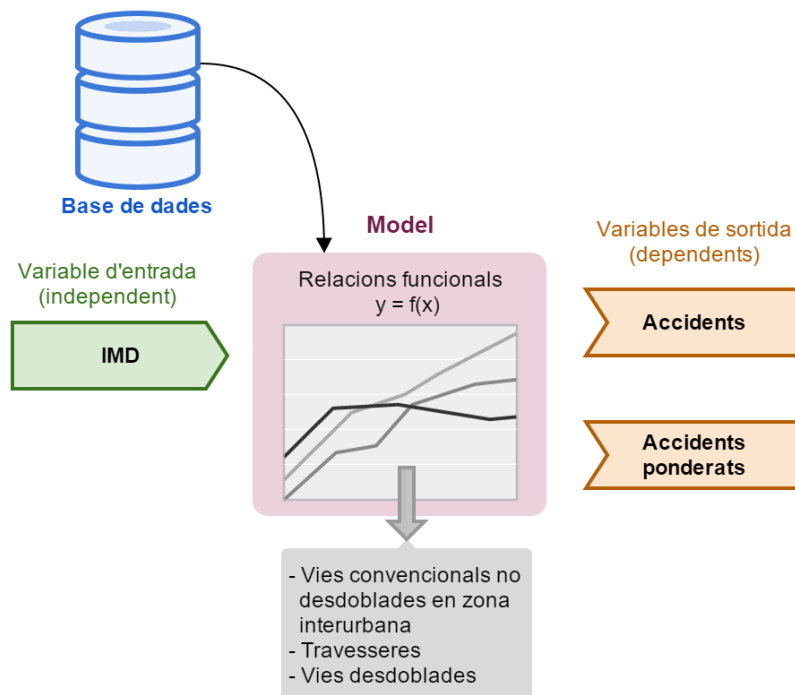 Base de dades
Model
Variables de sortida
(dependents)
Variable d'entrada
(independent)
Relacions funcionals
y = f(x)
IMD
Accidents
Accidents
ponderats
- Vies convencionals no
desdoblades en zona
interurbana
- Travesseres
- Vies desdoblades